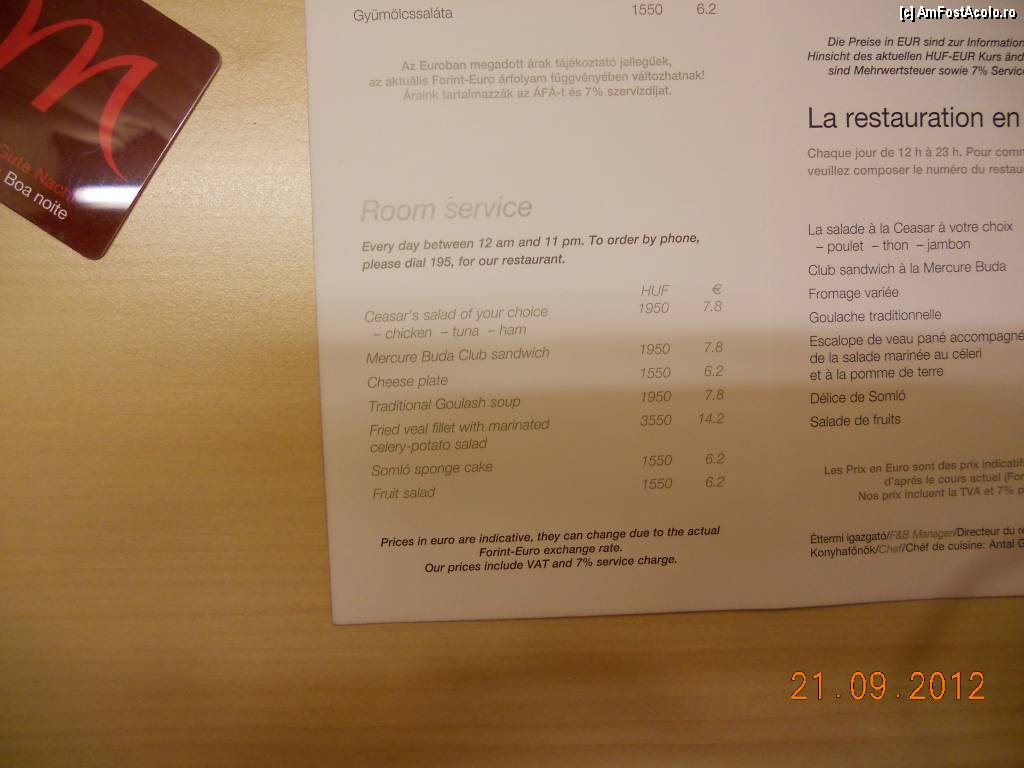 [c] AmFostAcolo.ro
m
Gute Nach
Boa noite
Gyümölcssaláta 1550 6.2
Az Euroban megadott árak tájékoztató jellegűek,
az aktuális Forint-Euro árfolyam függvényében változhatnak!
Áraink tartalmazzák az ÁFÁ-t és 7% szervizdíjat.
Room service
Every day between 12 am and 11 pm. To order by phone,
please dial 195, for our restaurant.
HUF €
Ceasar's salad of your choice 1950 7.8
– chicken – tuna – ham
Mercure Buda Club sandwich 1950 7.8
Cheese plate 1550 6.2
Traditional Goulash soup 1950 7.8
Fried veal fillet with marinated 3550 14.2
celery-potato salad
Somló sponge cake 1550 6.2
Fruit salad 1550 6.2
Prices in euro are indicative, they can change due to the actual
Forint-Euro exchange rate.
Our prices include VAT and 7% service charge.
Die Preise in EUR sind zur Information
Hinsicht des aktuellen HUF-EUR Kurs änd
sind Mehrwertsteuer sowie 7% Servic
La restauration en
Chaque jour de 12 h à 23 h. Pour comm
veuillez composer le numéro du restau
La salade à la Ceasar à votre choix
– poulet – thon – jambon
Club sandwich à la Mercure Buda
Fromage variée
Goulache traditionnelle
Escalope de veau pané accompagné
de la salade marinée au céleri
et à la pomme de terre
Délice de Somló
Salade de fruits
Les Prix en Euro sont des prix indicatifs
d'aprés le cours actuel (For
Nos prix incluent la TVA et 7% p
Éttermi igazgató/F&B Manager/Directeur du re
Konyhafőnök/Chef/Chéf de cuisine: Antal G
21.09.2012